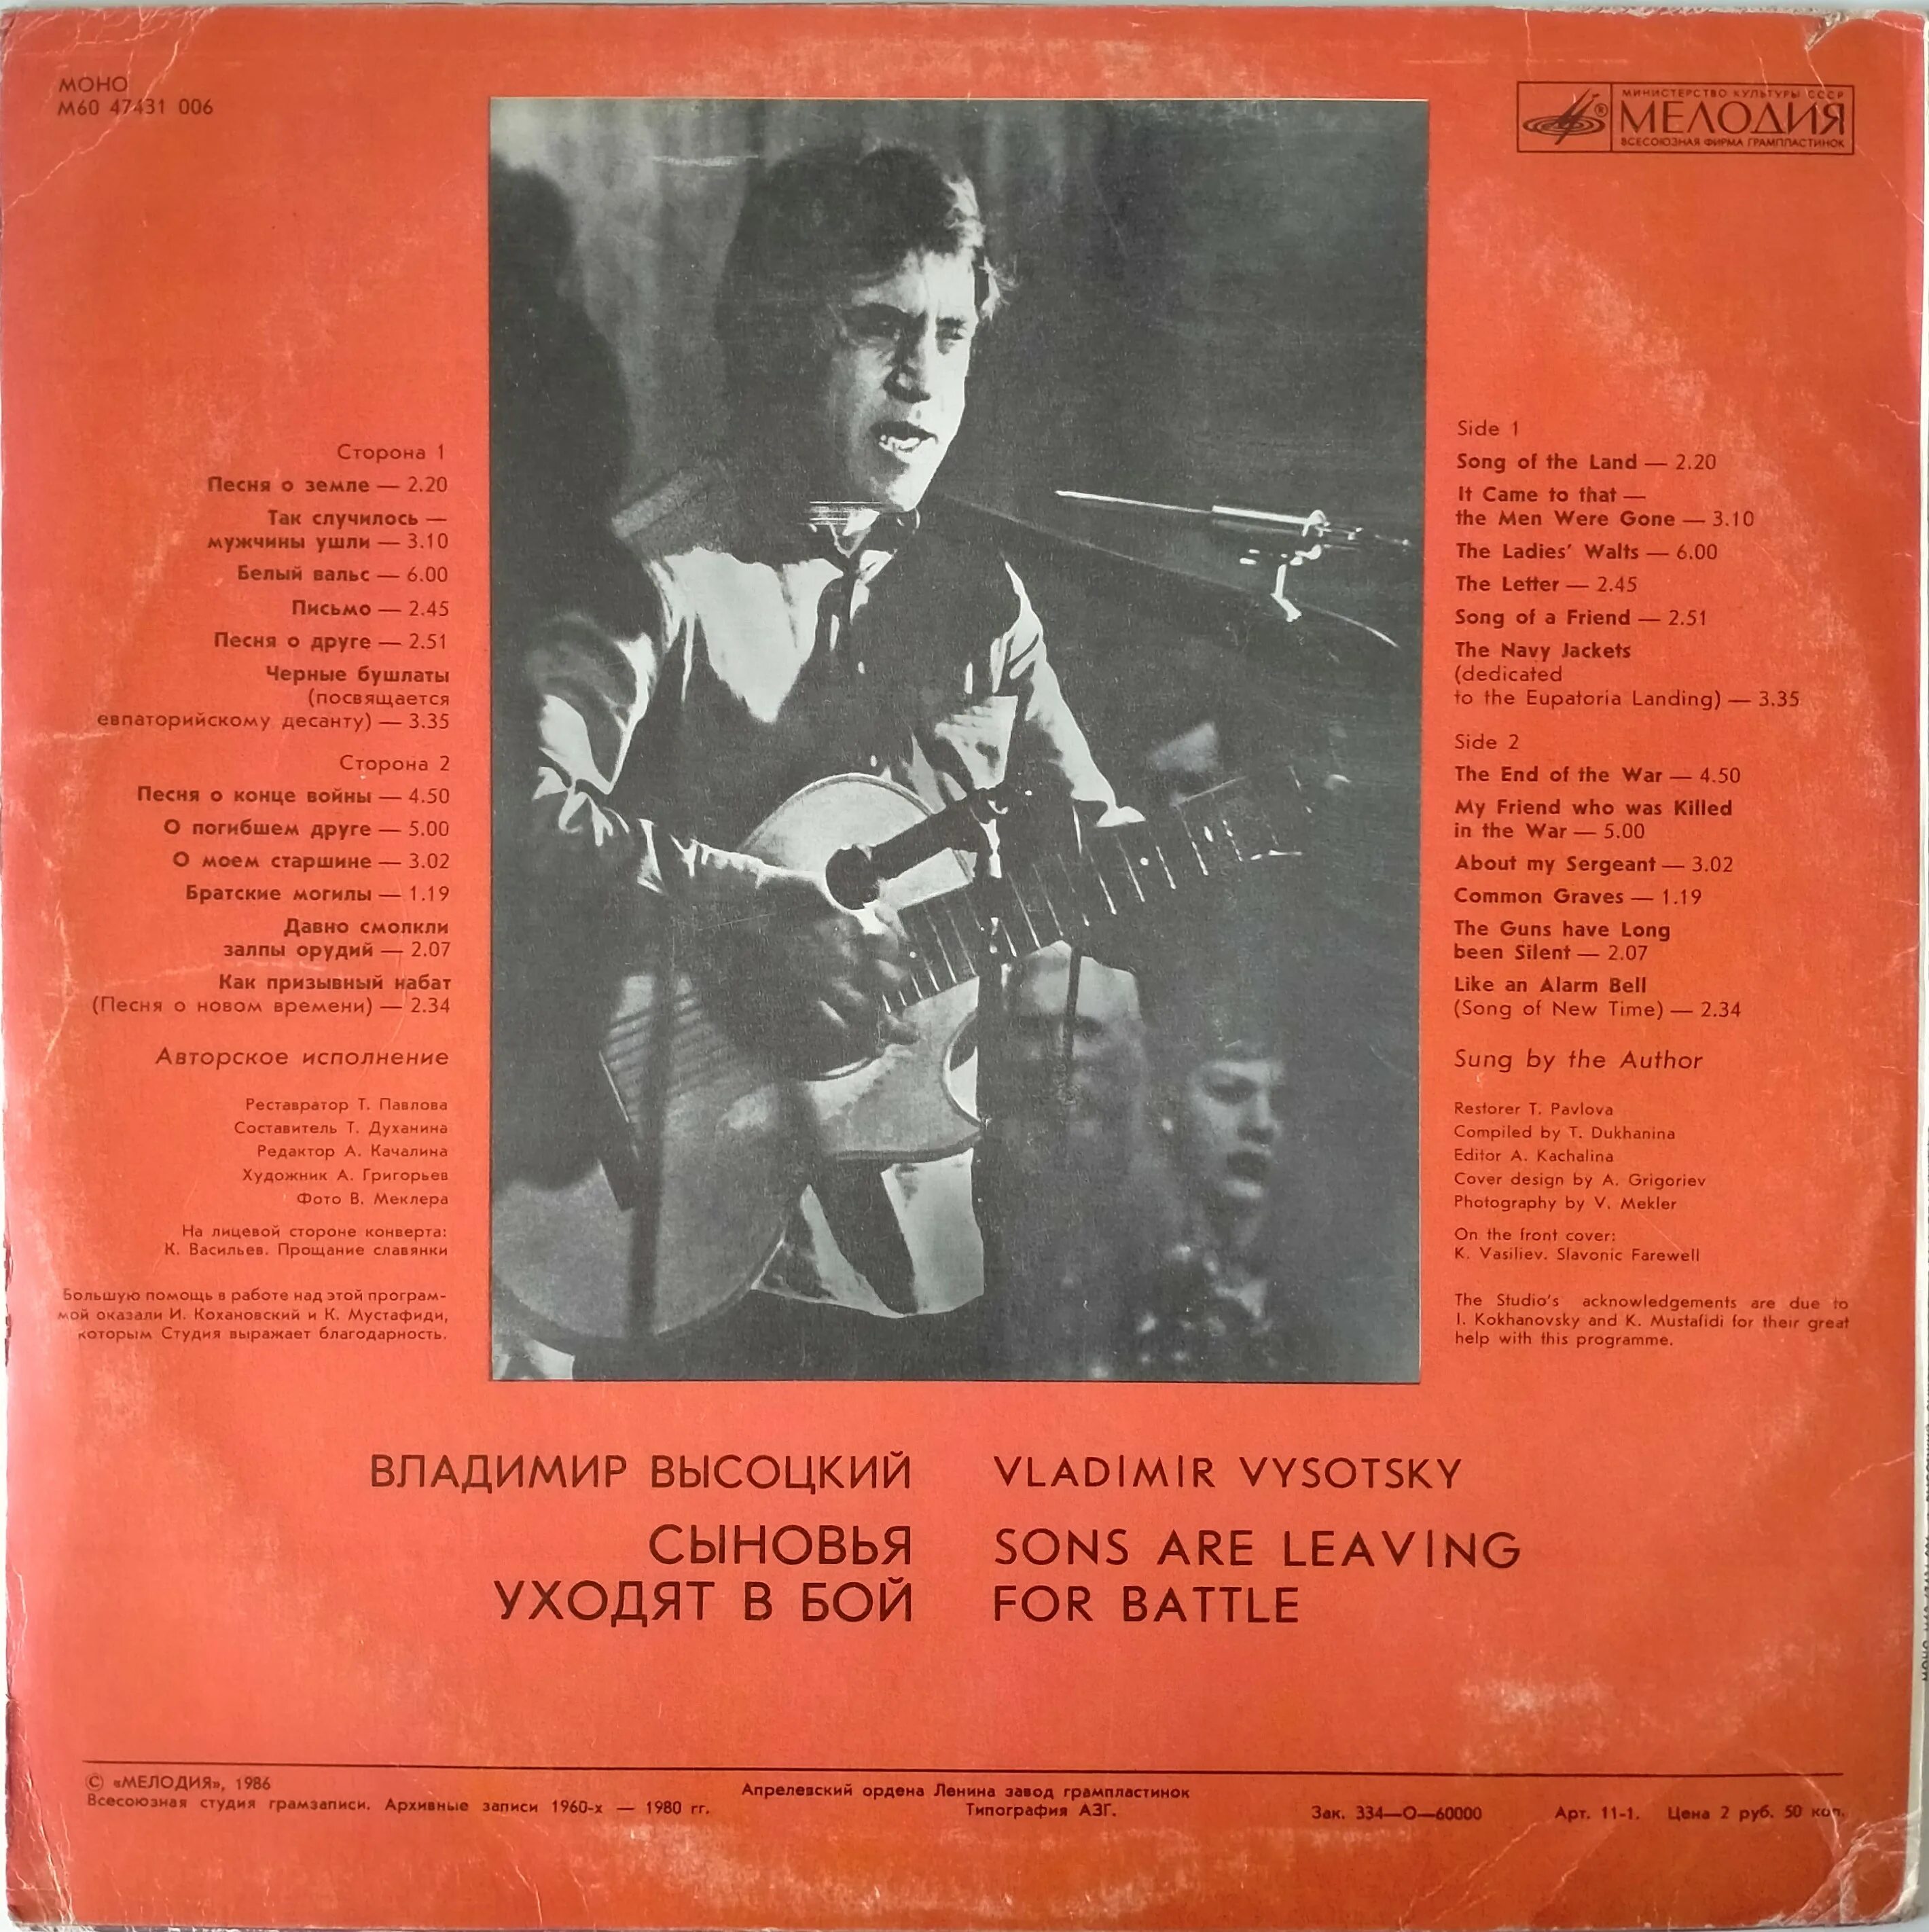 МОНО
М60 47431 006
МИНИСТЕРСТВО КУЛЬТУРЫ СССР
МЕЛОДИЯ
ВСЕСОЮЗНАЯ ФИРМА ГРАМПЛАСТИНОК
Сторона 1
Песня о земле — 2.20
Так случилось —
мужчины ушли — 3.10
Белый вальс — 6.00
Письмо — 2.45
Песня о друге — 2.51
Черные бушлаты
(посвящается
евпаторийскому десанту) — 3.35
Сторона 2
Песня о конце войны — 4.50
О погибшем друге — 5.00
О моем старшине — 3.02
Братские могилы — 1.19
Давно смолкли
залпы орудий — 2.07
Как призывный набат
(Песня о новом времени) — 2.34
Авторское исполнение
Реставратор Т. Павлова
Составитель Т. Духанина
Редактор А. Качалина
Художник А. Григорьев
Фото В. Меклера
На лицевой стороне конверта:
К. Васильев. Прощание славянки
Большую помощь в работе над этой програм-
мой оказали И. Кохановский и К. Мустафиди,
которым Студия выражает благодарность.
Side 1
Song of the Land — 2.20
It Came to that —
the Men Were Gone — 3.10
The Ladies' Walts — 6.00
The Letter — 2.45
Song of a Friend — 2.51
The Navy Jackets
(dedicated
to the Eupatoria Landing) — 3.35
Side 2
The End of the War — 4.50
My Friend who was Killed
in the War — 5.00
About my Sergeant — 3.02
Common Graves — 1.19
The Guns have Long
been Silent — 2.07
Like an Alarm Bell
(Song of New Time) — 2.34
Sung by the Author
Restorer T. Pavlova
Compiled by T. Dukhanina
Editor A. Kachalina
Cover design by A. Grigoriev
Photography by V. Mekler
On the front cover:
K. Vasiliev. Slavonic Farewell
The Studio's acknowledgements are due to
I. Kokhanovsky and K. Mustafidi for their great
help with this programme.
ВЛАДИМИР ВЫСОЦКИЙ
СЫНОВЬЯ
УХОДЯТ В БОЙ
VLADIMIR VYSOTSKY
SONS ARE LEAVING
FOR BATTLE
© «МЕЛОДИЯ», 1986
Всесоюзная студия грамзаписи. Архивные записи 1960-х — 1980 гг.
Апрелевский ордена Ленина завод грампластинок
Типография АЗГ.
Зак. 334—О—60000
Арт. 11-1. Цена 2 руб. 50 коп.